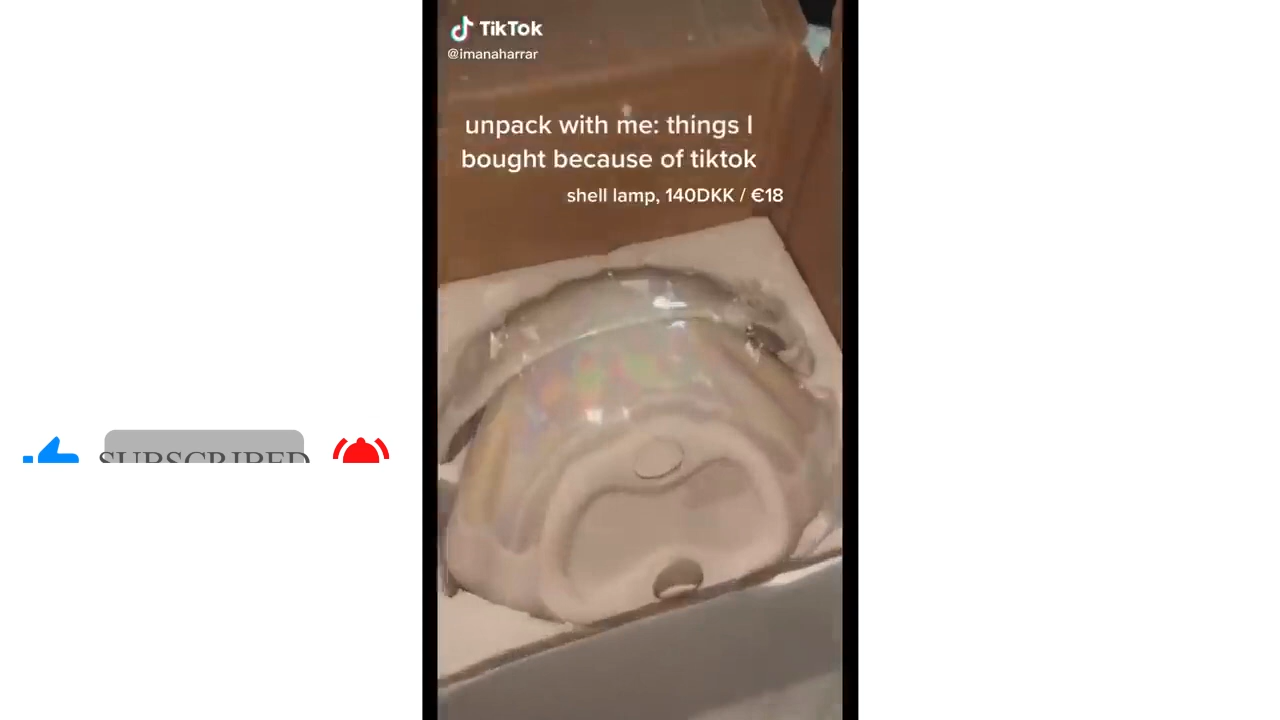 TikTok
@imanaharrar
unpack with me: things I
bought because of tiktok
shell lamp, 140DKK / €18
SUBSCRIBED